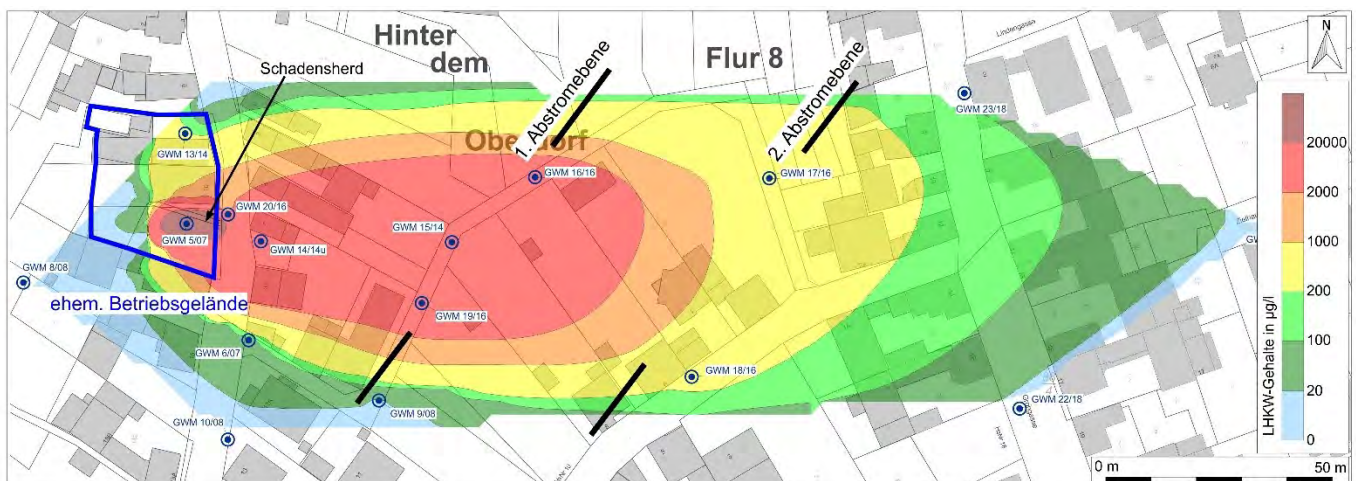 Hinter
dem
Flur 8
Lindengasse
N
Schadensherd
1. Abstromebene
2. Abstromebene
GWM 23/18
GWM 13/14
Oberdorf
GWM 16/16
GWM 17/16
GWM 20/16
GWM 5/07
GWM 14/14u
GWM 15/14
GWM 8/08
ehem. Betriebsgelände
GWM 19/16
GWM 6/07
GWM 18/16
GWM 9/08
GWM 22/18
GWM 10/08
LHKW-Gehalte in µg/l
20000
2000
1000
200
100
20
0
0 m
50 m